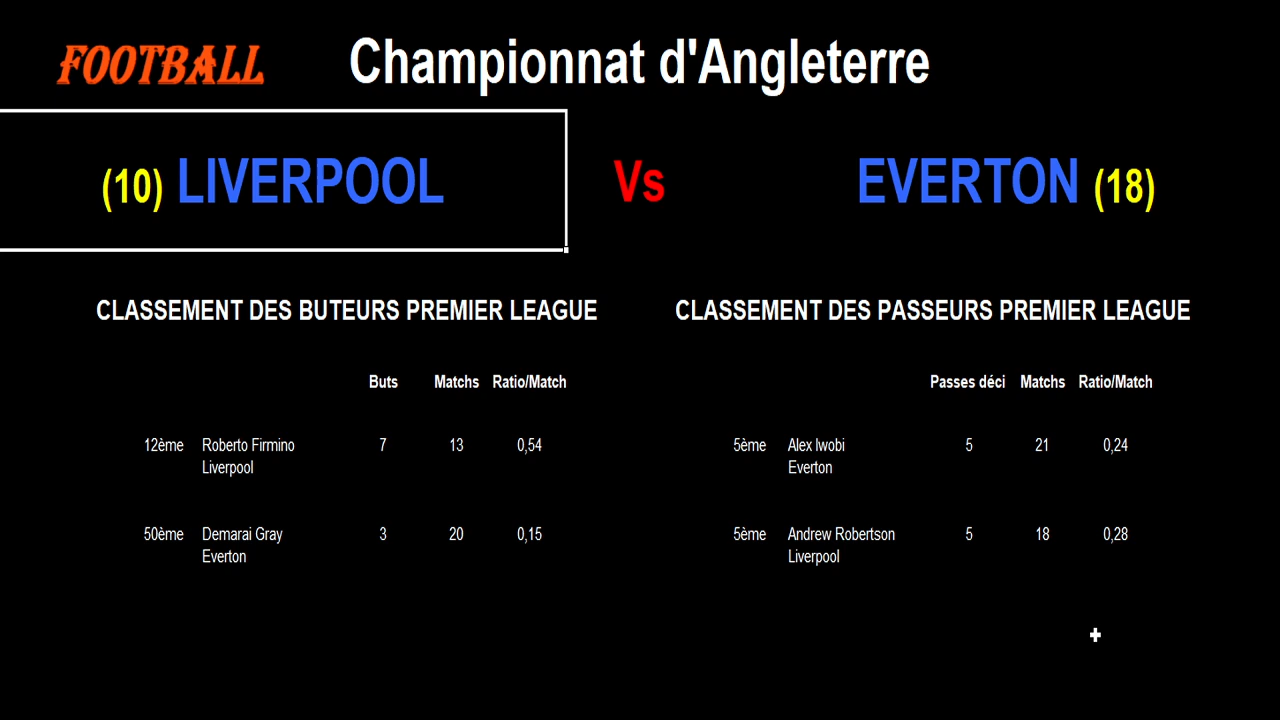 FOOTBALL Championnat d'Angleterre
(10) LIVERPOOL Vs EVERTON (18)
CLASSEMENT DES BUTEURS PREMIER LEAGUE
Buts Matchs Ratio/Match
12ème Roberto Firmino 7 13 0,54
Liverpool
50ème Demarai Gray 3 20 0,15
Everton
CLASSEMENT DES PASSEURS PREMIER LEAGUE
Passes déci Matchs Ratio/Match
5ème Alex Iwobi 5 21 0,24
Everton
5ème Andrew Robertson 5 18 0,28
Liverpool